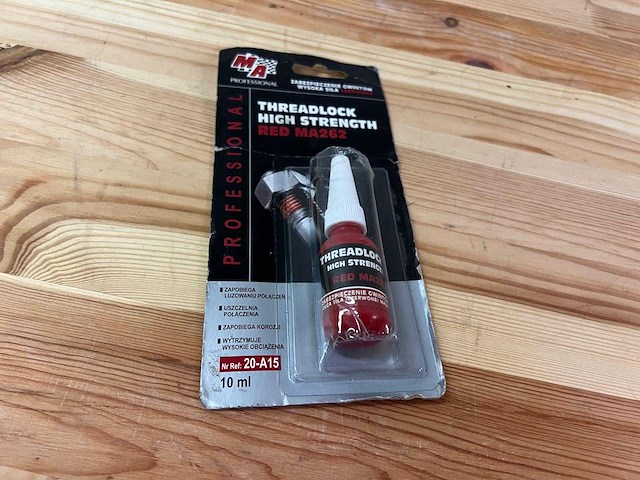 MA
PROFESSIONAL
ZABEZPIECZENIE GWINTÓW
WYSOKA SIŁA
THREADLOCK
HIGH STRENGTH
RED MA262
PROFESSIONAL
THREADLOCK
HIGH STRENGTH
RED
ZABEZPIECZENIE
ZAPOBIEGA
LUZOWANIU POŁĄCZEŃ
USZCZELNIA
POŁĄCZENIA
ZAPOBIEGA KOROZJI
WYTRZYMUJE
WYSOKIE OBCIĄŻENIA
Nr Ref: 20-A15
10 ml